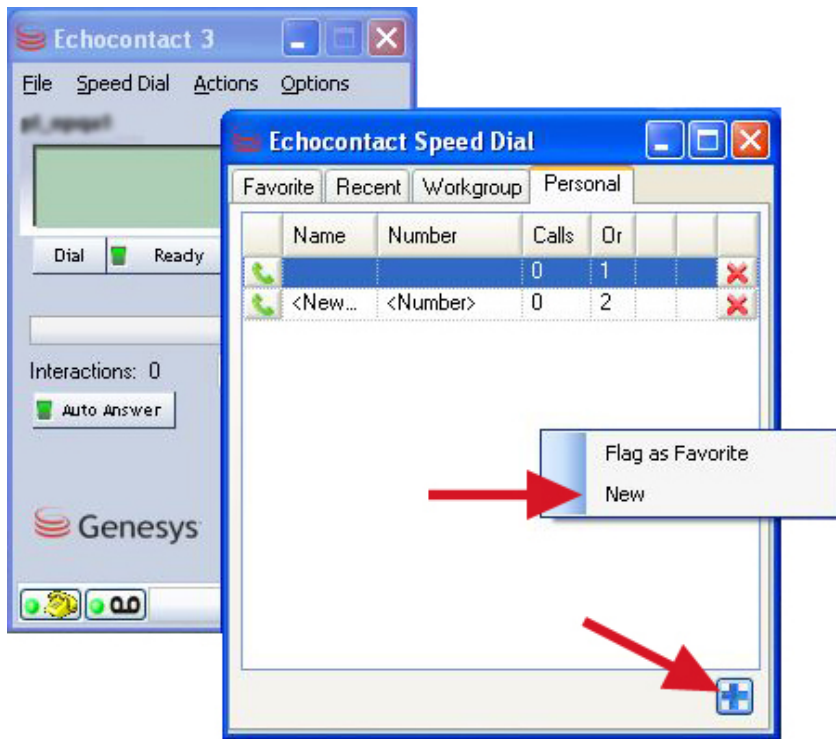 Echocontact 3
File Speed Dial Actions Options
Echocontact Speed Dial
Favorite Recent Workgroup Personal
Name Number Calls Or
0 1
<New... <Number> 0 2
Dial Ready
Interactions: 0
Auto Answer
Flag as Favorite
New
Genesys